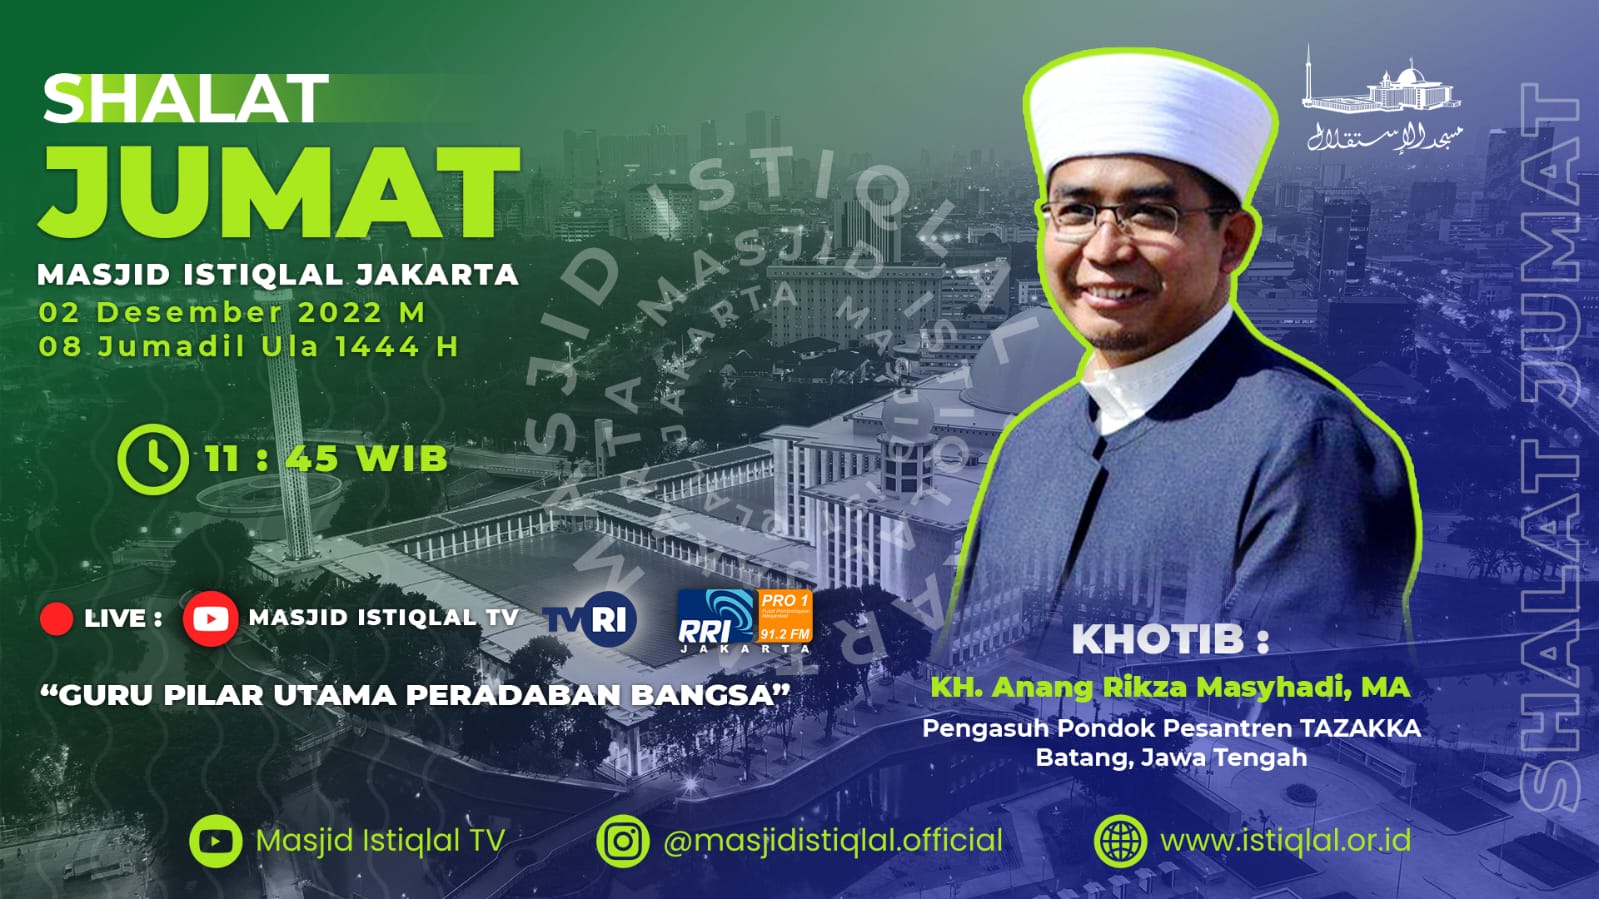 SHALAT
JUMAT
MASJID ISTIQLAL JAKARTA
02 Desember 2022 M
08 Jumadil Ula 1444 H
11 : 45 WIB
LIVE :
MASJID ISTIQLAL TV
TVRI
RRI
JAKARTA
PRO 1
91.2 FM
“GURU PILAR UTAMA PERADABAN BANGSA”
مسجد الإستقلال
KHOTIB :
KH. Anang Rikza Masyhadi, MA
Pengasuh Pondok Pesantren TAZAKKA
Batang, Jawa Tengah
SHALAT JUMAT
MASJID ISTIQLAL JAKARTA
Masjid Istiqlal TV
@masjidistiqlal.official
www.istiqlal.or.id